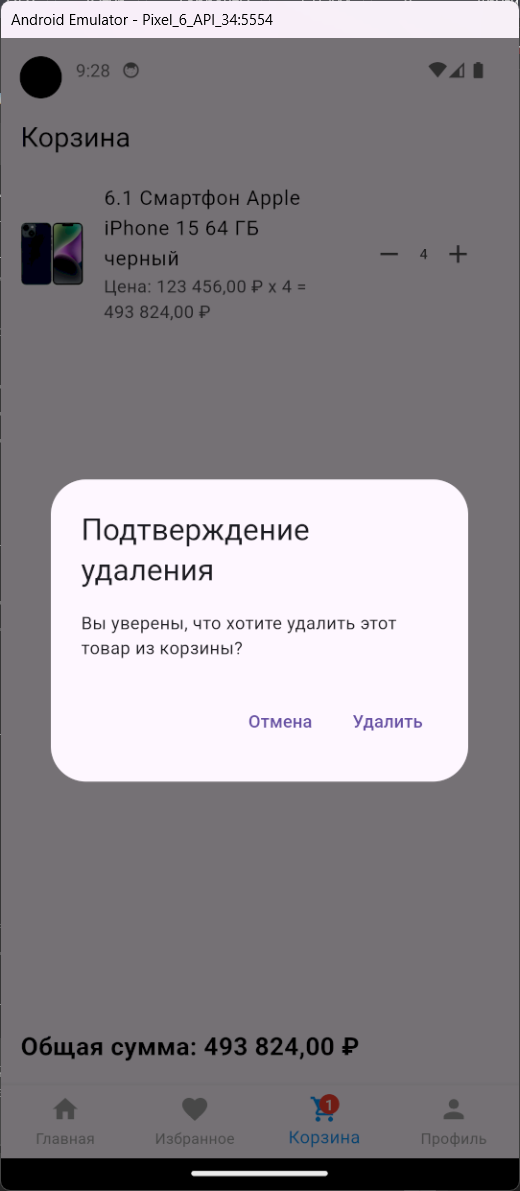 Android Emulator - Pixel_6_API_34:5554
9:28
Корзина
6.1 Смартфон Apple
iPhone 15 64 ГБ
черный
Цена: 123 456,00 ₽ x 4 =
493 824,00 ₽
4
Подтверждение
удаления
Вы уверены, что хотите удалить этот
товар из корзины?
Отмена Удалить
Общая сумма: 493 824,00 ₽
1
Главная Избранное Корзина Профиль